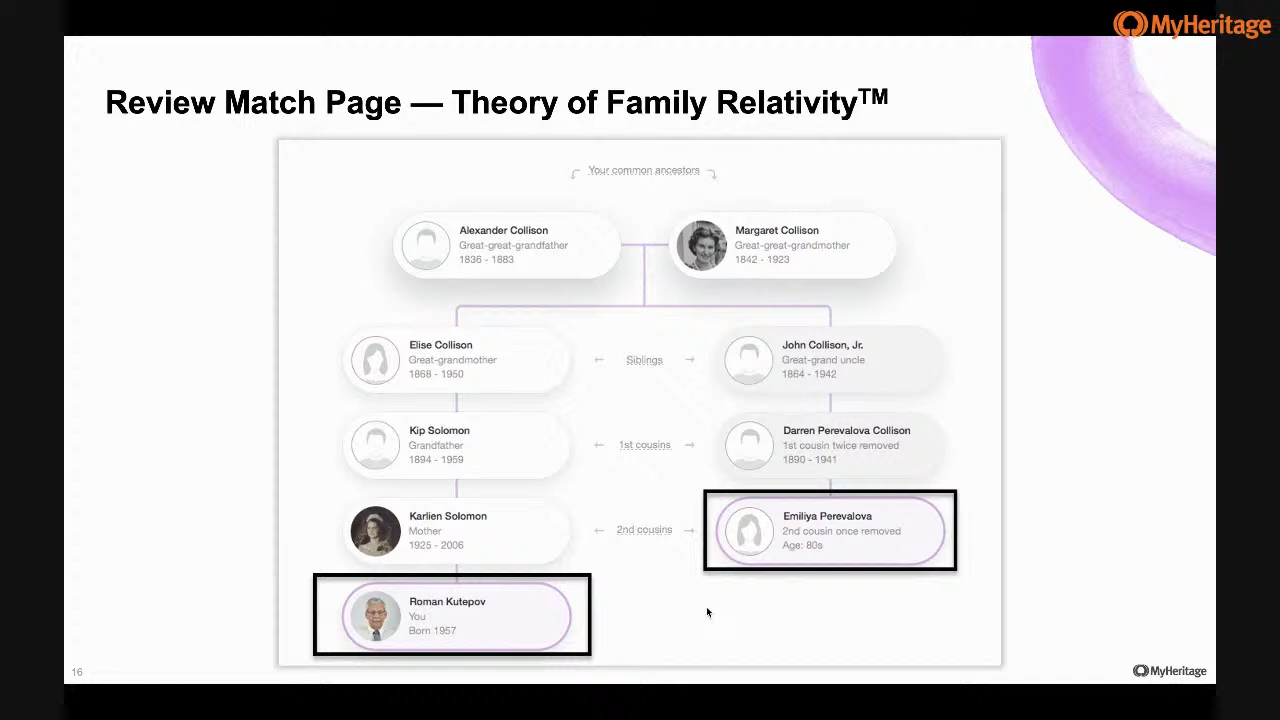 MyHeritage
Review Match Page — Theory of Family Relativity™
Your common ancestors
Alexander Collison
Great-great-grandfather
1836 - 1883
Margaret Collison
Great-great-grandmother
1842 - 1923
Elise Collison
Great-grandmother
1868 - 1950
Siblings
John Collison, Jr.
Great-grand uncle
1864 - 1942
Kip Solomon
Grandfather
1894 - 1959
1st cousins
Darren Perevalova Collison
1st cousin twice removed
1890 - 1941
Karlien Solomon
Mother
1925 - 2006
2nd cousins
Emiliya Perevalova
2nd cousin once removed
Age: 80s
Roman Kutepov
You
Born 1957
16
MyHeritage